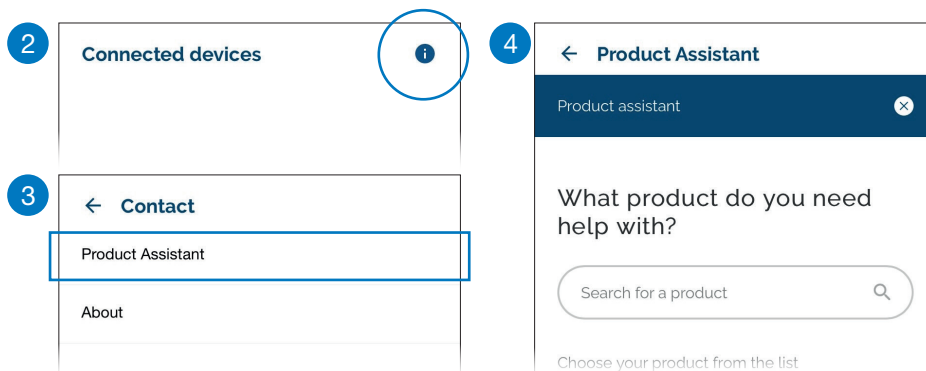 2
Connected devices
3
Contact
Product Assistant
About
4
Product Assistant
Product assistant
What product do you need
help with?
Search for a product
Choose your product from the list